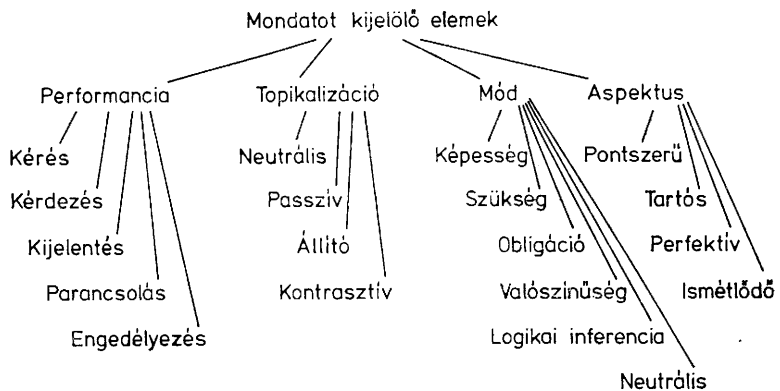 Mondatot kijelölő elemek
Performancia Topikalizáció Mód Aspektus
Kérés Neutrális Képesség Pontszerű
Kérdezés Passzív Szükség Tartós
Kijelentés Állító Obligáció Perfektív
Parancsolás Kontrasztív Valószinűség Ismétlődő
Engedélyezés Logikai inferencia
Neutrális